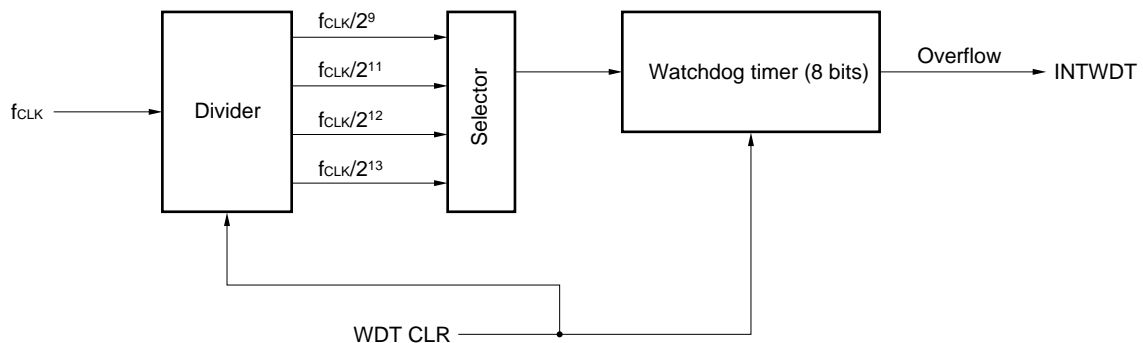 fCLK
Divider
fCLK/2⁹
fCLK/2¹¹
fCLK/2¹²
fCLK/2¹³
Selector
Watchdog timer (8 bits)
Overflow
INTWDT
WDT CLR